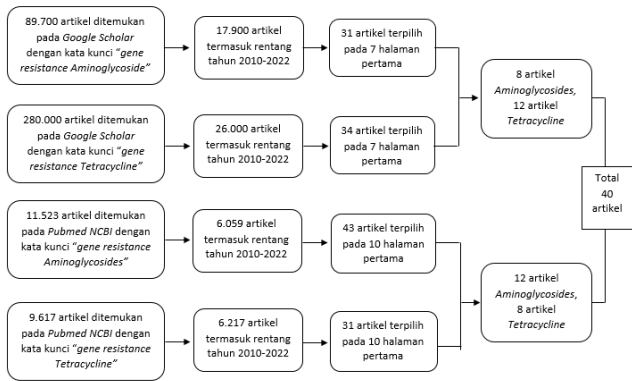 89.700 artikel ditemukan
pada Google Scholar
dengan kata kunci “gene
resistance Aminoglycoside”
17.900 artikel
termasuk rentang
tahun 2010-2022
31 artikel terpilih
pada 7 halaman
pertama
280.000 artikel ditemukan
pada Google Scholar
dengan kata kunci “gene
resistance Tetracycline”
26.000 artikel
termasuk rentang
tahun 2010-2022
34 artikel terpilih
pada 7 halaman
pertama
8 artikel
Aminoglycosides,
12 artikel
Tetracycline
11.523 artikel ditemukan
pada Pubmed NCBI dengan
kata kunci “gene resistance
Aminoglycosides”
6.059 artikel
termasuk rentang
tahun 2010-2022
43 artikel terpilih
pada 10 halaman
pertama
9.617 artikel ditemukan
pada Pubmed NCBI dengan
kata kunci “gene resistance
Tetracycline”
6.217 artikel
termasuk rentang
tahun 2010-2022
31 artikel terpilih
pada 10 halaman
pertama
12 artikel
Aminoglycosides,
8 artikel
Tetracycline
Total
40
artikel